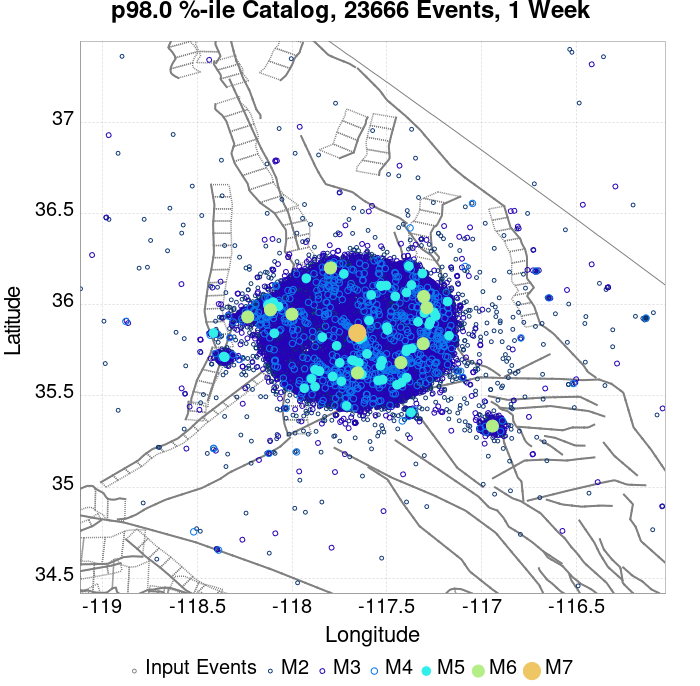 p98.0 %-ile Catalog, 23666 Events, 1 Week
37
36.5
36
35.5
35
34.5
Latitude
-119 -118.5 -118 -117.5 -117 -116.5
Longitude
Input Events M2 M3 M4 M5 M6 M7